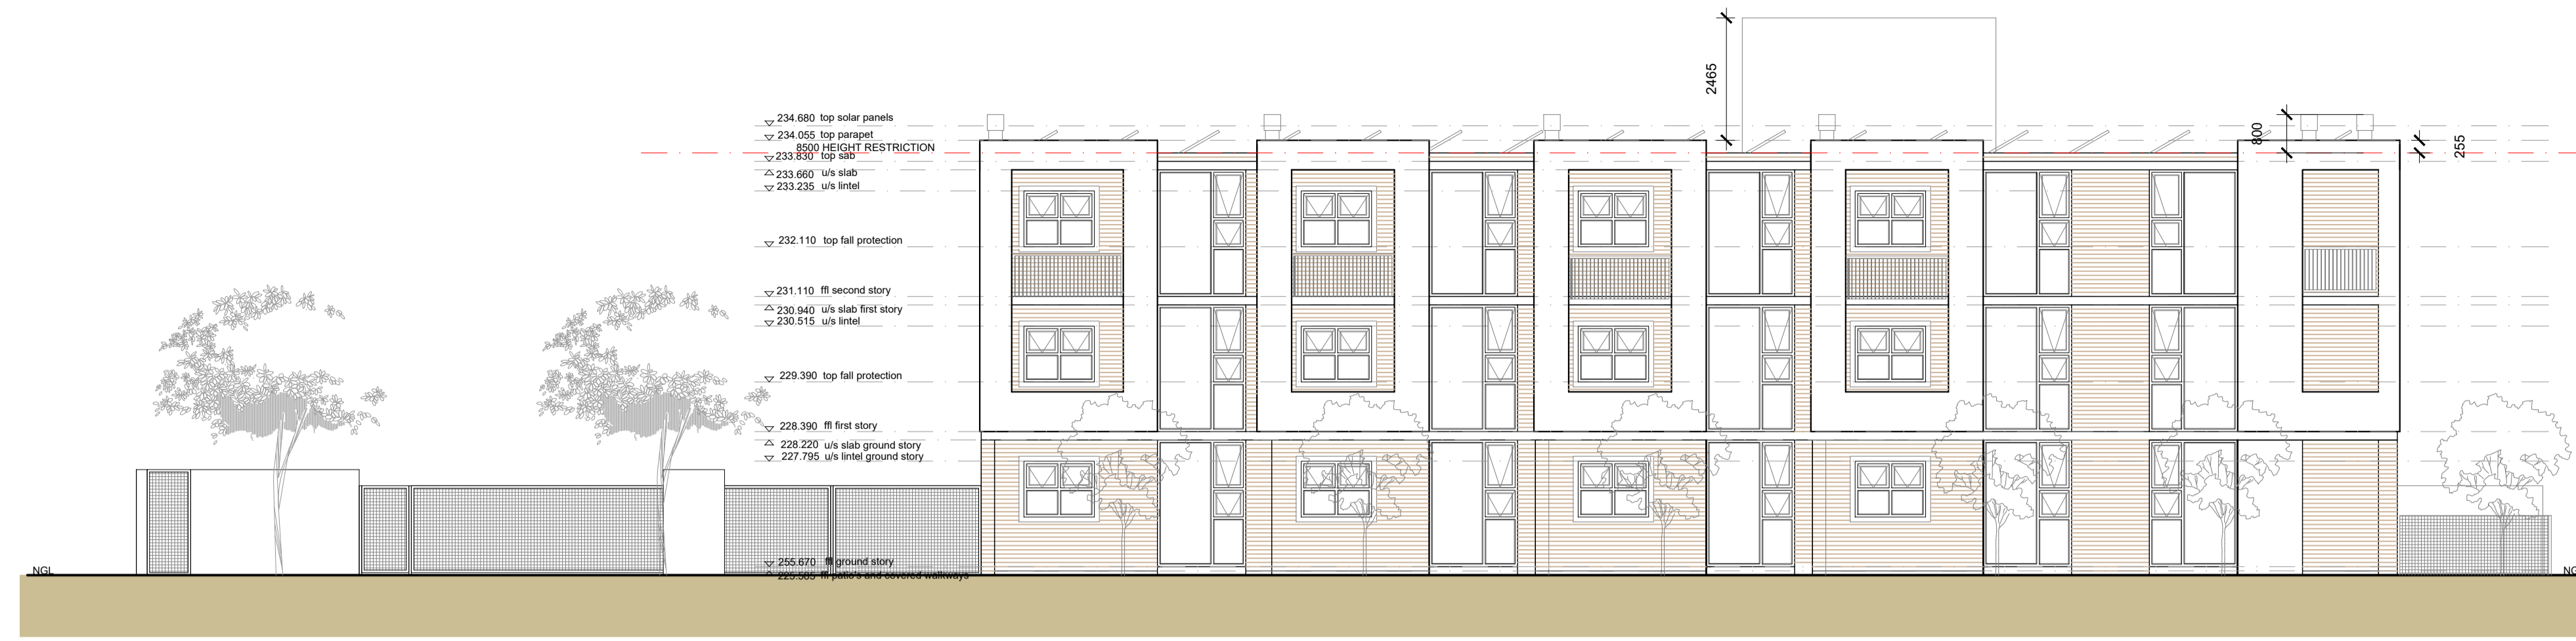 2465
234.680 top solar panels
234.055 top parapet
8500 HEIGHT RESTRICTION
233.830 top sab
233.660 u/s slab
233.235 u/s lintel
800
255
232.110 top fall protection
231.110 ffl second story
230.940 u/s slab first story
230.515 u/s lintel
229.390 top fall protection
228.390 ffl first story
228.220 u/s slab ground story
227.795 u/s lintel ground story
255.670 ffl ground story
NGL
225.585 ffl patio's and covered walkways